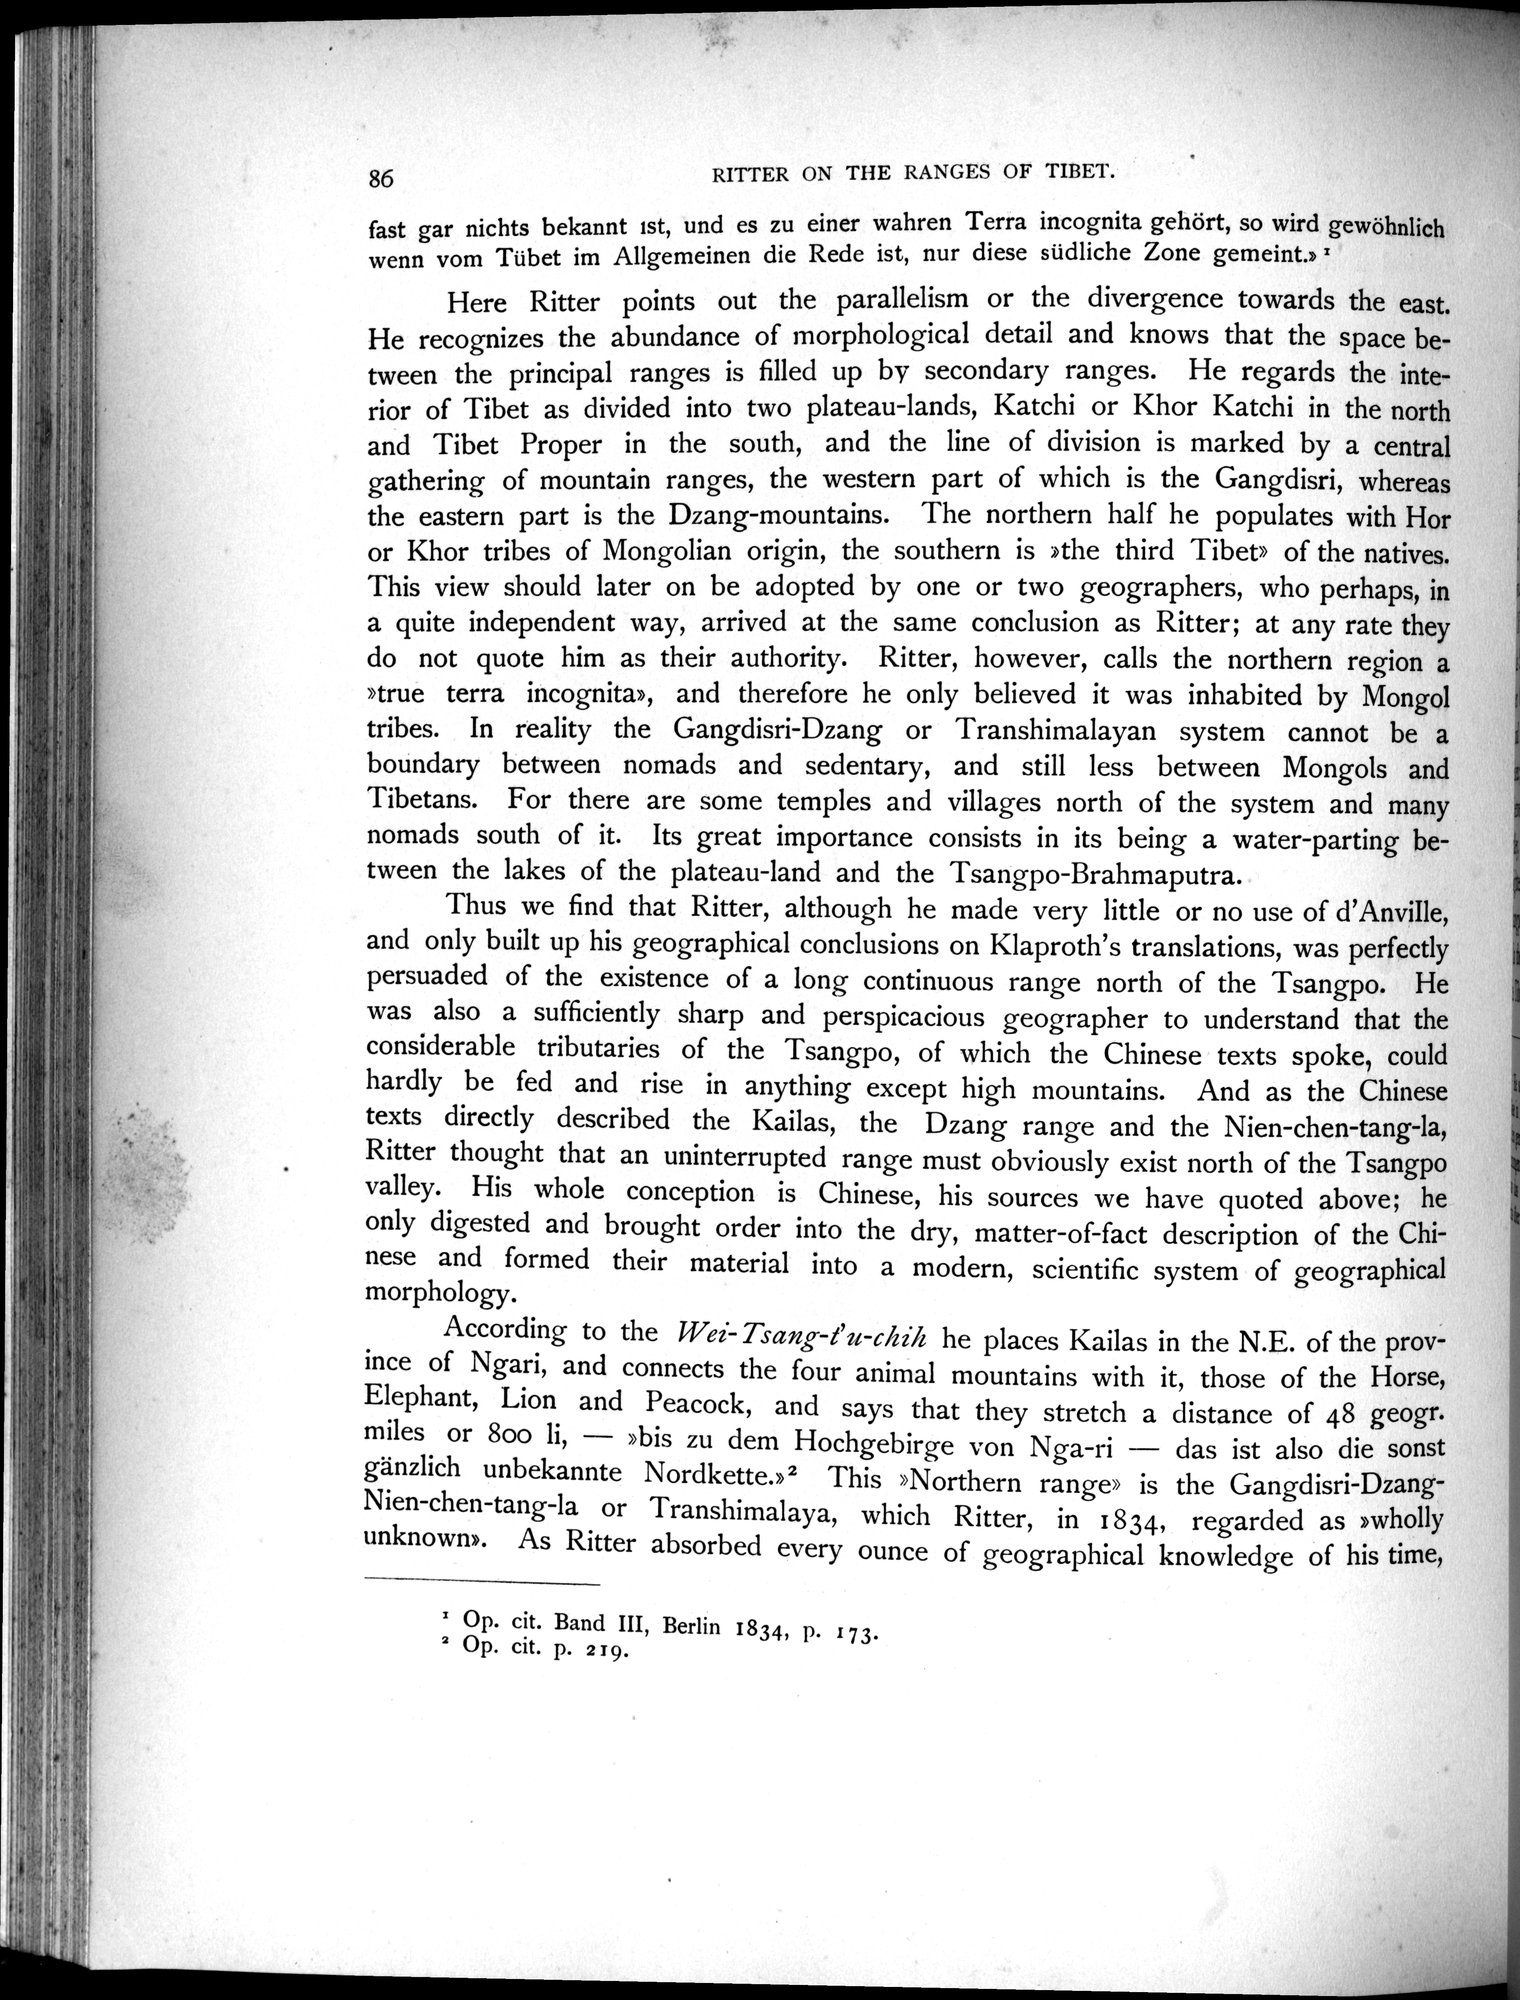 86 RITTER ON THE RANGES OF TIBET.
fast gar nichts bekannt ist, und es zu einer wahren Terra incognita gehört, so wird gewöhnlich
wenn vom Tübet im Allgemeinen die Rede ist, nur diese südliche Zone gemeint.» ¹
Here Ritter points out the parallelism or the divergence towards the east.
He recognizes the abundance of morphological detail and knows that the space be-
tween the principal ranges is filled up by secondary ranges. He regards the inte-
rior of Tibet as divided into two plateau-lands, Katchi or Khor Katchi in the north
and Tibet Proper in the south, and the line of division is marked by a central
gathering of mountain ranges, the western part of which is the Gangdisri, whereas
the eastern part is the Dzang-mountains. The northern half he populates with Hor
or Khor tribes of Mongolian origin, the southern is »the third Tibet» of the natives.
This view should later on be adopted by one or two geographers, who perhaps, in
a quite independent way, arrived at the same conclusion as Ritter; at any rate they
do not quote him as their authority. Ritter, however, calls the northern region a
»true terra incognita», and therefore he only believed it was inhabited by Mongol
tribes. In reality the Gangdisri-Dzang or Transhimalayan system cannot be a
boundary between nomads and sedentary, and still less between Mongols and
Tibetans. For there are some temples and villages north of the system and many
nomads south of it. Its great importance consists in its being a water-parting be-
tween the lakes of the plateau-land and the Tsangpo-Brahmaputra.
Thus we find that Ritter, although he made very little or no use of d'Anville,
and only built up his geographical conclusions on Klaproth's translations, was perfectly
persuaded of the existence of a long continuous range north of the Tsangpo. He
was also a sufficiently sharp and perspicacious geographer to understand that the
considerable tributaries of the Tsangpo, of which the Chinese texts spoke, could
hardly be fed and rise in anything except high mountains. And as the Chinese
texts directly described the Kailas, the Dzang range and the Nien-chen-tang-la,
Ritter thought that an uninterrupted range must obviously exist north of the Tsangpo
valley. His whole conception is Chinese, his sources we have quoted above; he
only digested and brought order into the dry, matter-of-fact description of the Chi-
nese and formed their material into a modern, scientific system of geographical
morphology.
According to the Wei-Tsang-t'u-chih he places Kailas in the N.E. of the prov-
ince of Ngari, and connects the four animal mountains with it, those of the Horse,
Elephant, Lion and Peacock, and says that they stretch a distance of 48 geogr.
miles or 800 li, — »bis zu dem Hochgebirge von Nga-ri — das ist also die sonst
gänzlich unbekannte Nordkette.»² This »Northern range» is the Gangdisri-Dzang-
Nien-chen-tang-la or Transhimalaya, which Ritter, in 1834, regarded as »wholly
unknown». As Ritter absorbed every ounce of geographical knowledge of his time,
¹ Op. cit. Band III, Berlin 1834, p. 173.
² Op. cit. p. 219.